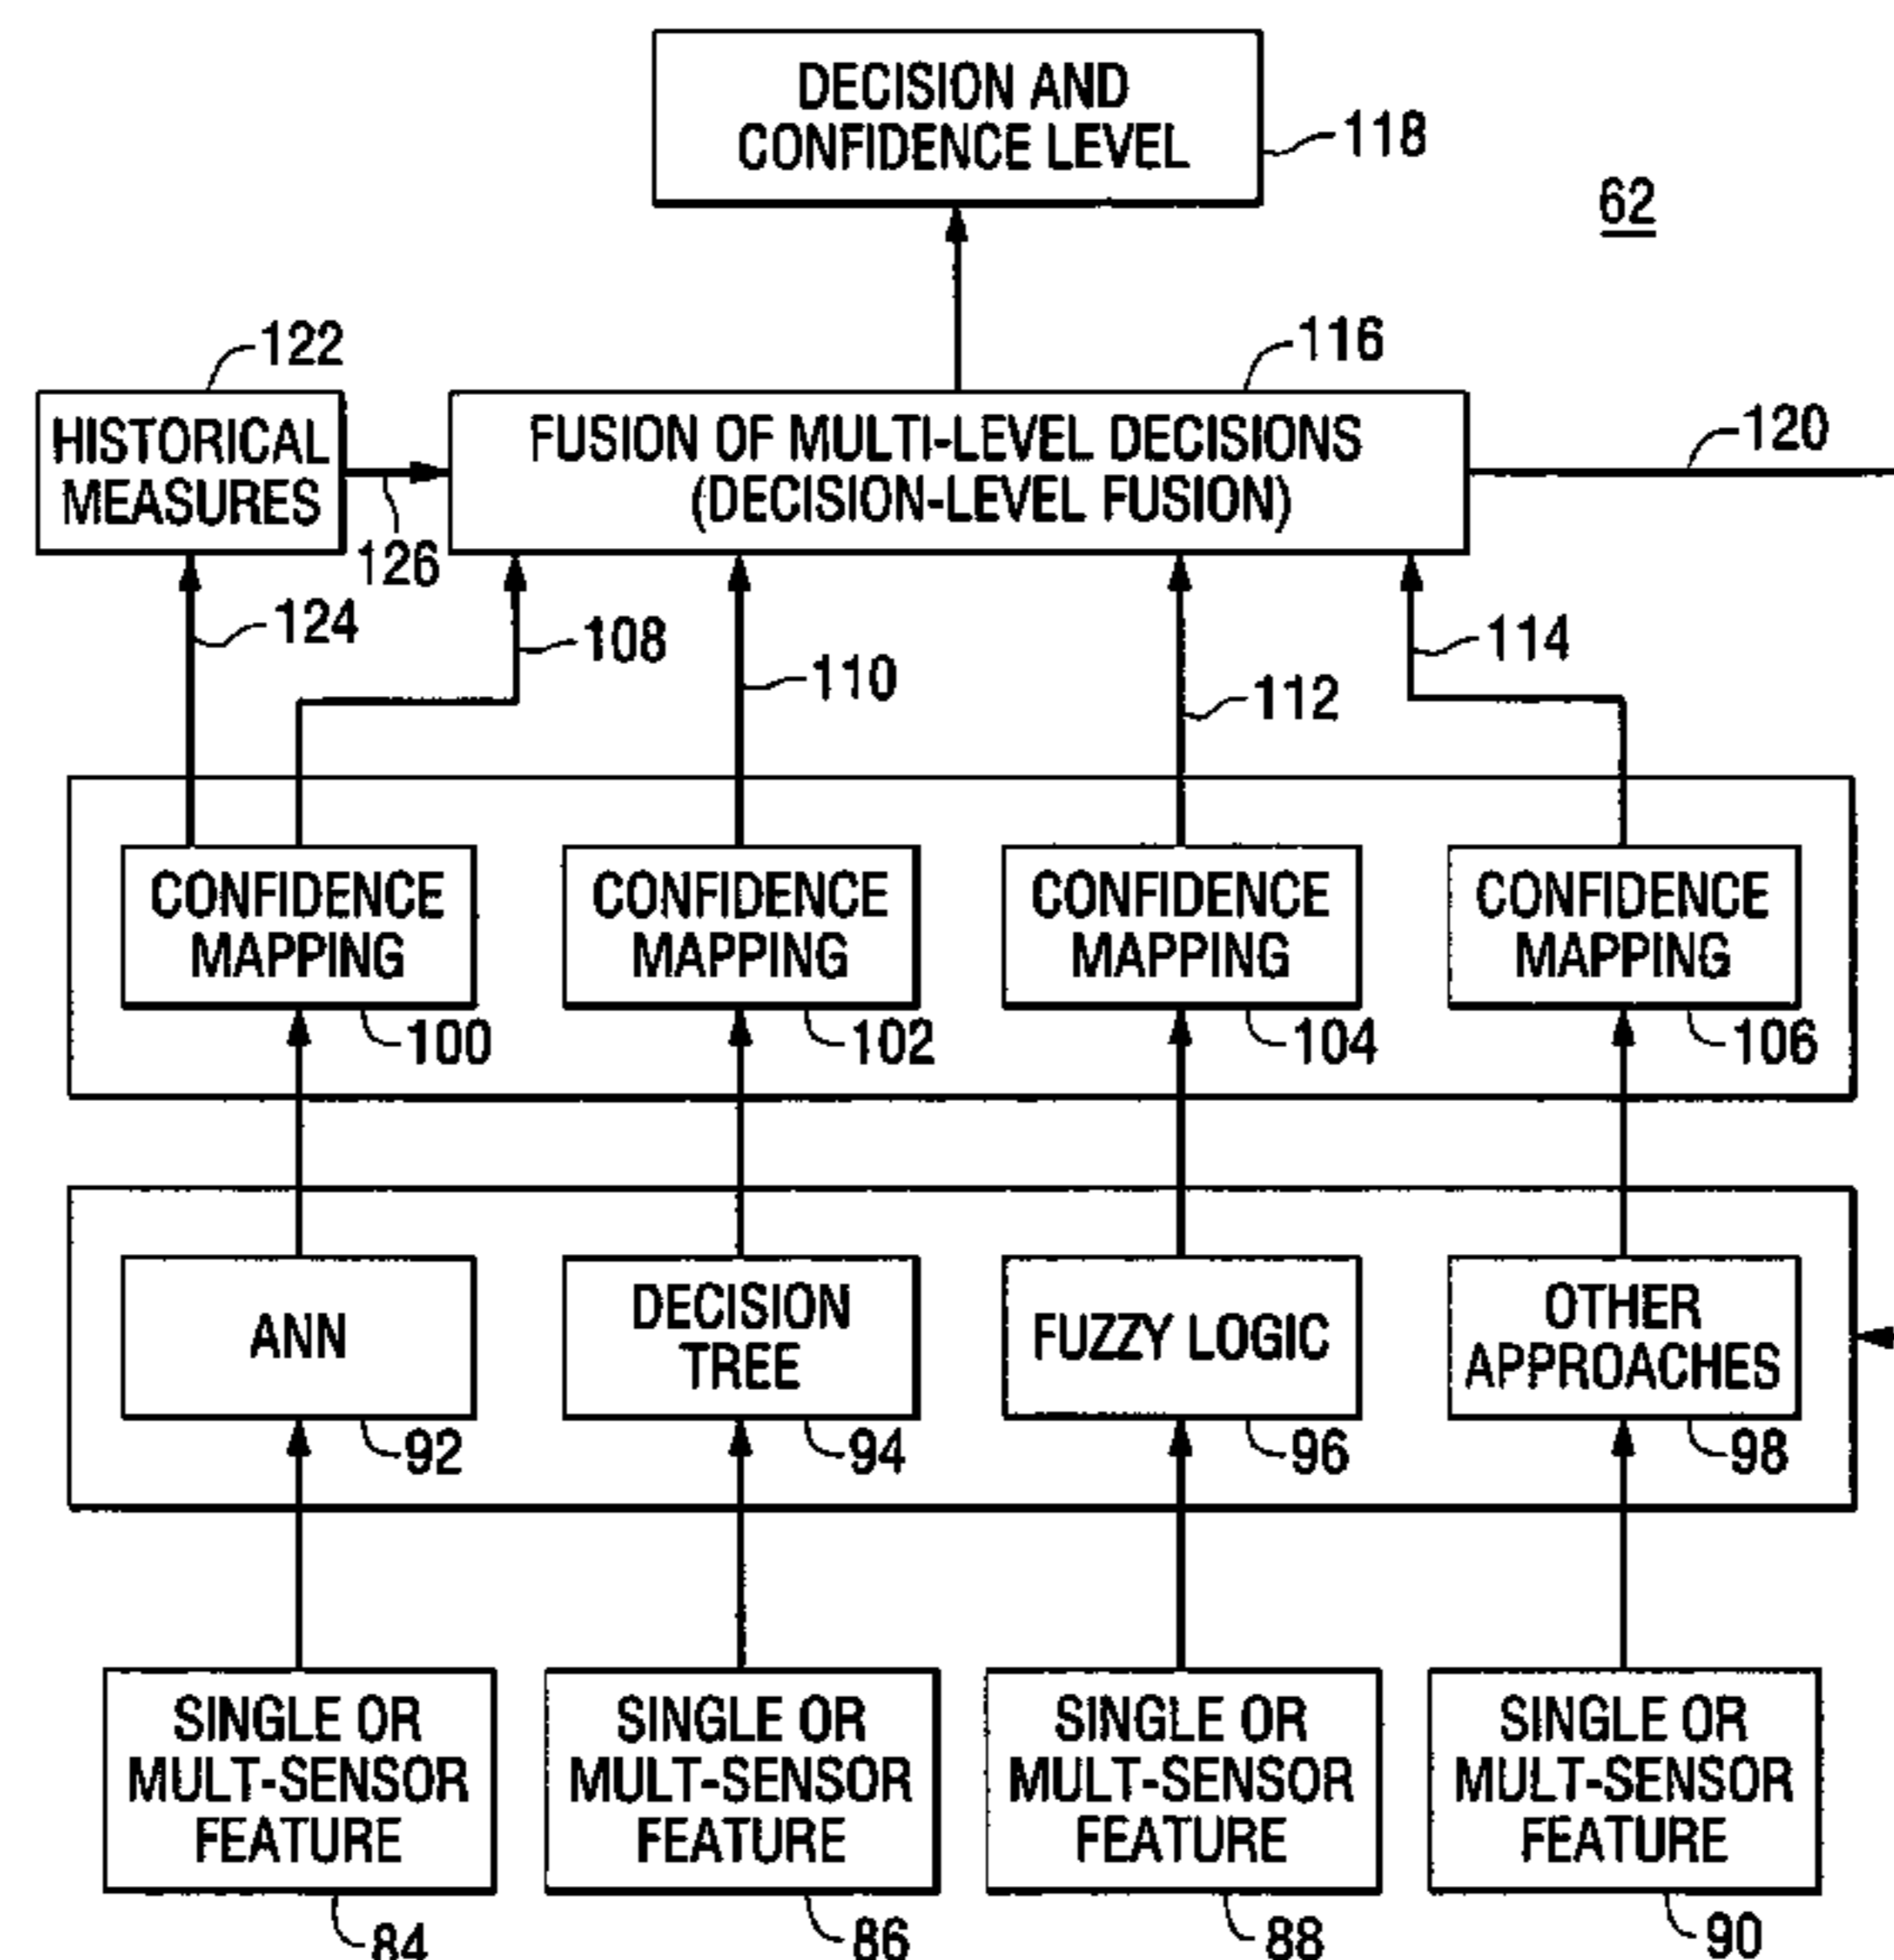 DECISION AND
CONFIDENCE LEVEL
118
62
122
116
HISTORICAL
MEASURES
FUSION OF MULTI-LEVEL DECISIONS
(DECISION-LEVEL FUSION)
120
126
124
108
110
112
114
CONFIDENCE
MAPPING
100
CONFIDENCE
MAPPING
102
CONFIDENCE
MAPPING
104
CONFIDENCE
MAPPING
106
ANN
92
DECISION
TREE
94
FUZZY LOGIC
96
OTHER
APPROACHES
98
SINGLE OR
MULT-SENSOR
FEATURE
84
SINGLE OR
MULT-SENSOR
FEATURE
86
SINGLE OR
MULT-SENSOR
FEATURE
88
SINGLE OR
MULT-SENSOR
FEATURE
90